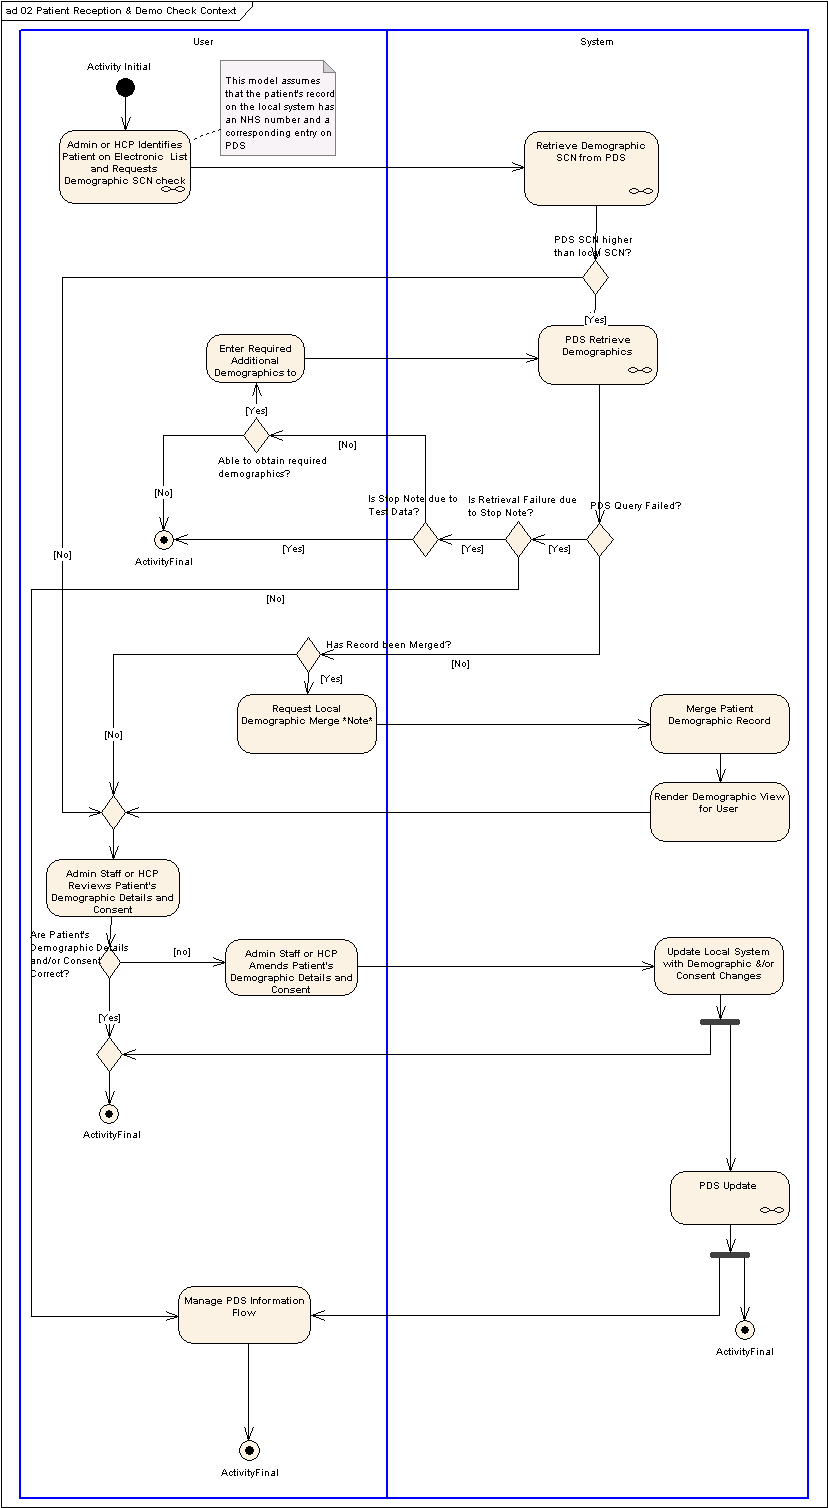 ad 02 Patient Reception & Demo Check Context
User
System
Activity Initial
This model assumes
that the patient's record
on the local system has
an NHS number and a
corresponding entry on
PDS
Admin or HCP Identifies
Patient on Electronic List
and Requests
Demographic SCN check
Retrieve Demographic
SCN from PDS
PDS SCN higher
than local SCN?
[Yes]
PDS Retrieve
Demographics
Enter Required
Additional
Demographics to
[Yes]
[No]
Able to obtain required
demographics?
[No]
Is Stop Note due to
Test Data?
Is Retrieval Failure due
to Stop Note?
PDS Query Failed?
[Yes]
[Yes]
[Yes]
ActivityFinal
[No]
[No]
Has Record been Merged?
[No]
[Yes]
Request Local
Demographic Merge *Note*
Merge Patient
Demographic Record
[No]
Render Demographic View
for User
Admin Staff or HCP
Reviews Patient's
Demographic Details and
Consent
Are Patient's
Demographic Details
and/or Consent
Correct?
[no]
Admin Staff or HCP
Amends Patient's
Demographic Details and
Consent
Update Local System
with Demographic &/or
Consent Changes
[Yes]
ActivityFinal
PDS Update
Manage PDS Information
Flow
ActivityFinal
ActivityFinal